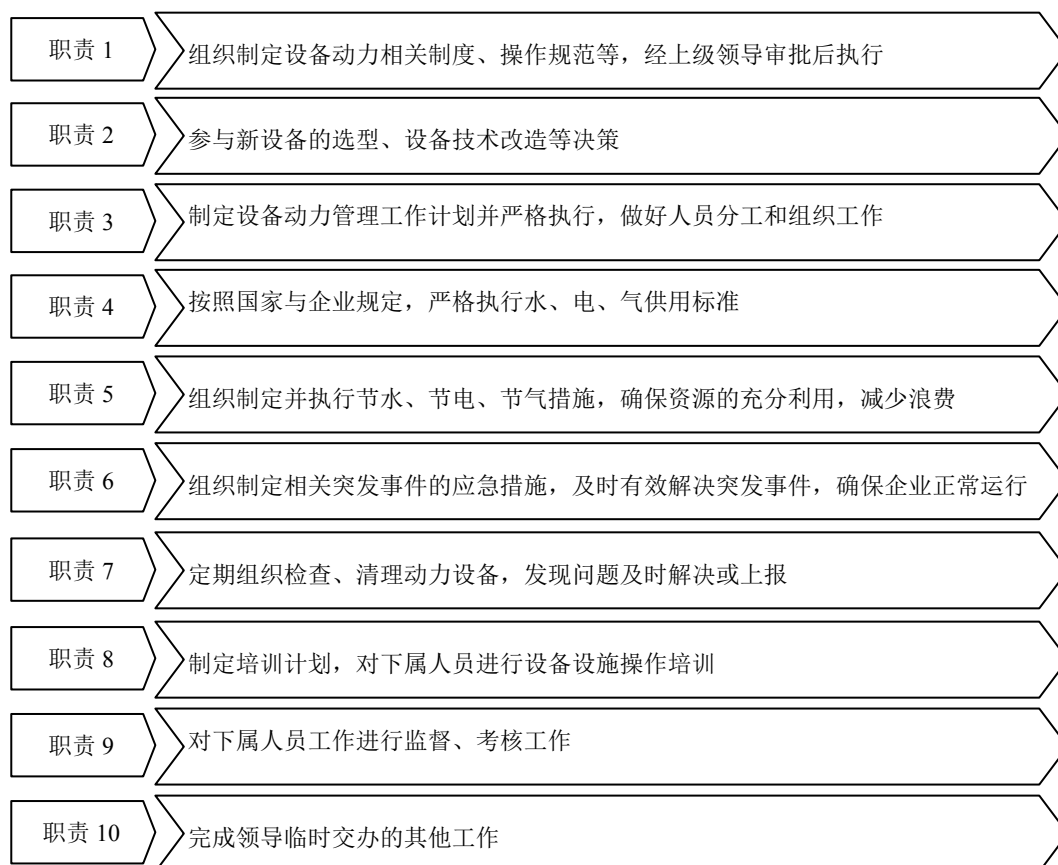 职责 1
组织制定设备动力相关制度、操作规范等，经上级领导审批后执行
职责 2
参与新设备的选型、设备技术改造等决策
职责 3
制定设备动力管理工作计划并严格执行，做好人员分工和组织工作
职责 4
按照国家与企业规定，严格执行水、电、气供用标准
职责 5
组织制定并执行节水、节电、节气措施，确保资源的充分利用，减少浪费
职责 6
组织制定相关突发事件的应急措施，及时有效解决突发事件，确保企业正常运行
职责 7
定期组织检查、清理动力设备，发现问题及时解决或上报
职责 8
制定培训计划，对下属人员进行设备设施操作培训
职责 9
对下属人员工作进行监督、考核工作
职责 10
完成领导临时交办的其他工作